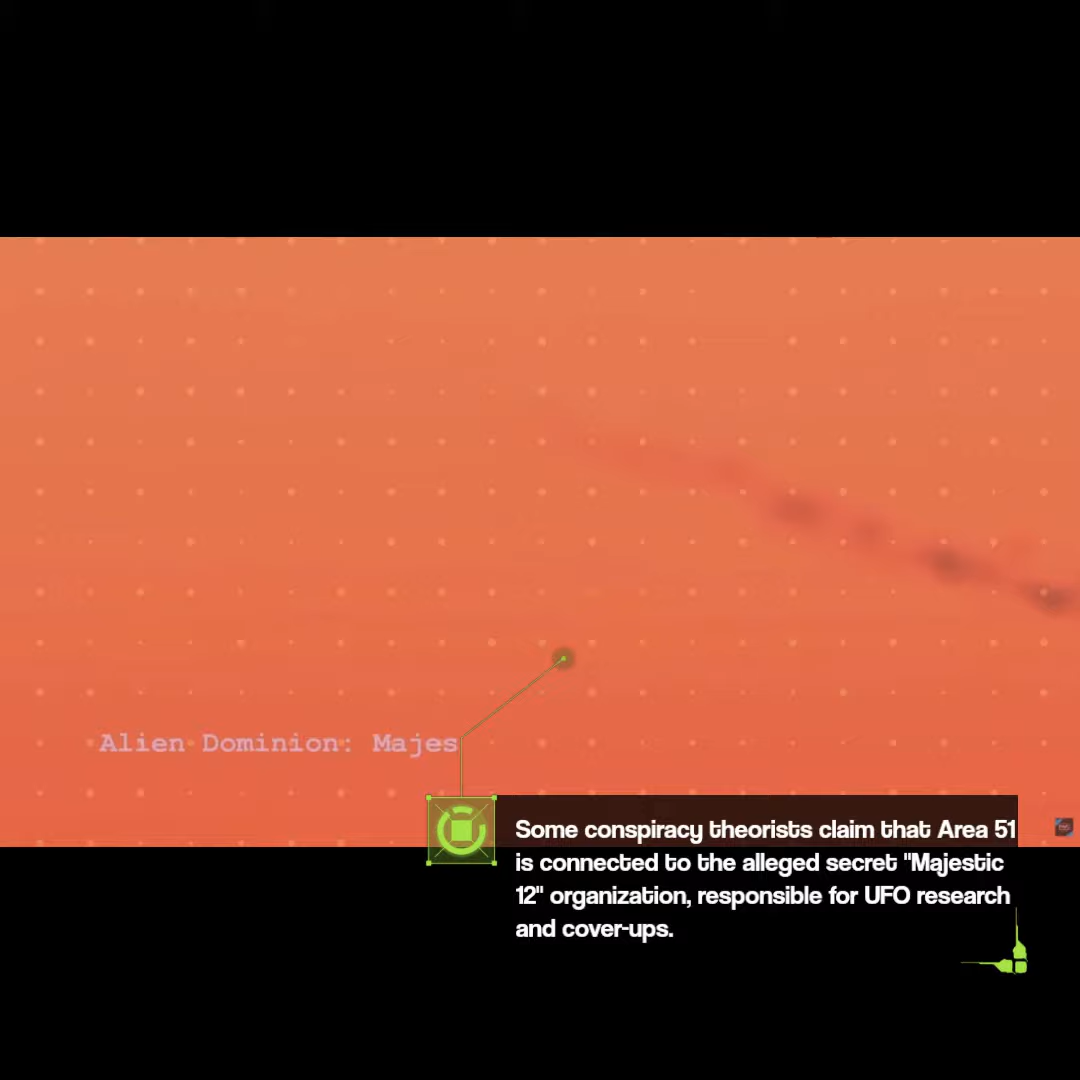 Alien Dominion: Majes
Some conspiracy theorists claim that Area 51
is connected to the alleged secret "Majestic
12" organization, responsible for UFO research
and cover-ups.